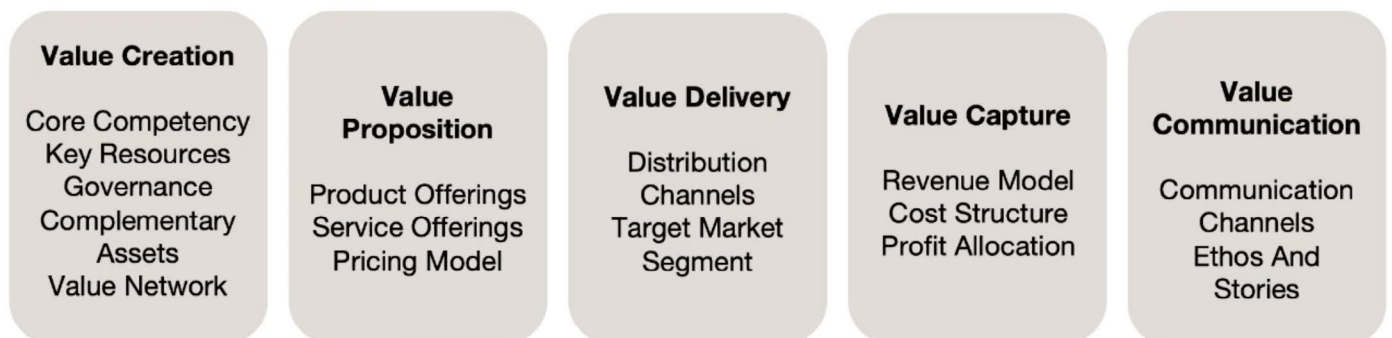 Value Creation
Core Competency
Key Resources
Governance
Complementary
Assets
Value Network
Value
Proposition
Product Offerings
Service Offerings
Pricing Model
Value Delivery
Distribution
Channels
Target Market
Segment
Value Capture
Revenue Model
Cost Structure
Profit Allocation
Value
Communication
Communication
Channels
Ethos And
Stories